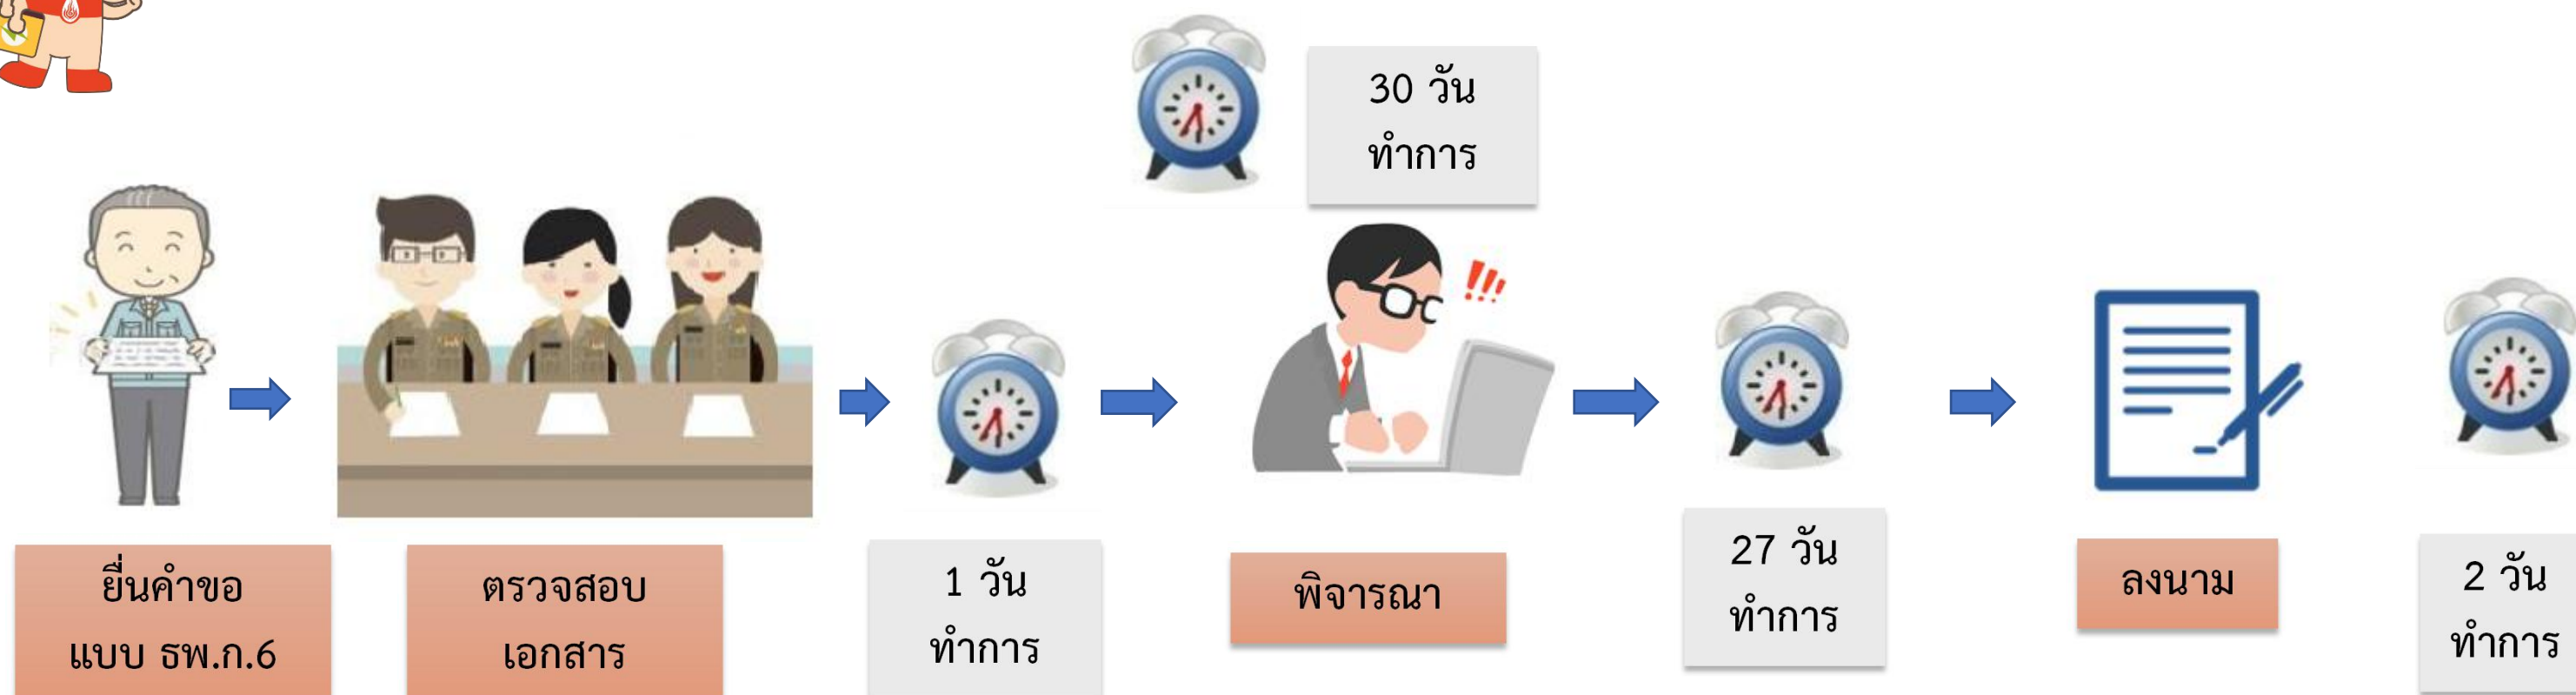 30 วัน
ทำการ
ยื่นคำขอ
แบบ ธพ.ก.6
ตรวจสอบ
เอกสาร
1 วัน
ทำการ
พิจารณา
27 วัน
ทำการ
ลงนาม
2 วัน
ทำการ